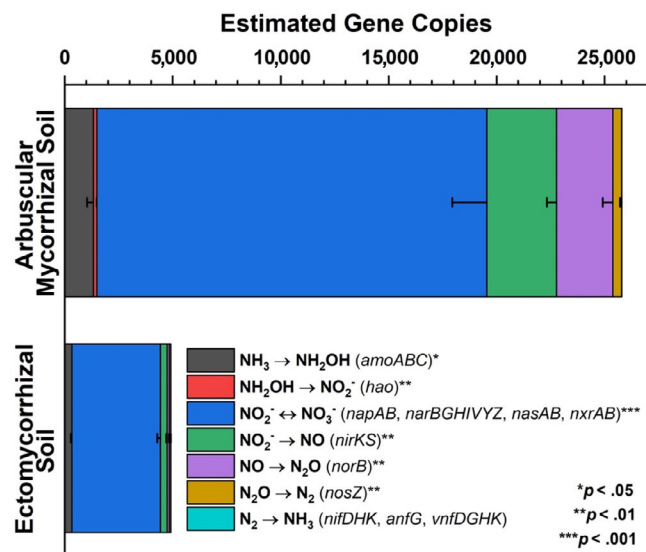 Estimated Gene Copies
0 5,000 10,000 15,000 20,000 25,000
Arbuscular
Mycorrhizal Soil
Ectomycorrhizal
Soil
NH₃ → NH₂OH (amoABC)*
NH₂OH → NO₂⁻ (hao)**
NO₂⁻ ↔ NO₃⁻ (napAB, narBGHIVYZ, nasAB, nxrAB)***
NO₂⁻ → NO (nirKS)**
NO → N₂O (norB)**
N₂O → N₂ (nosZ)**
N₂ → NH₃ (nifDHK, anfG, vnfDGHK)
*p < .05
**p < .01
***p < .001